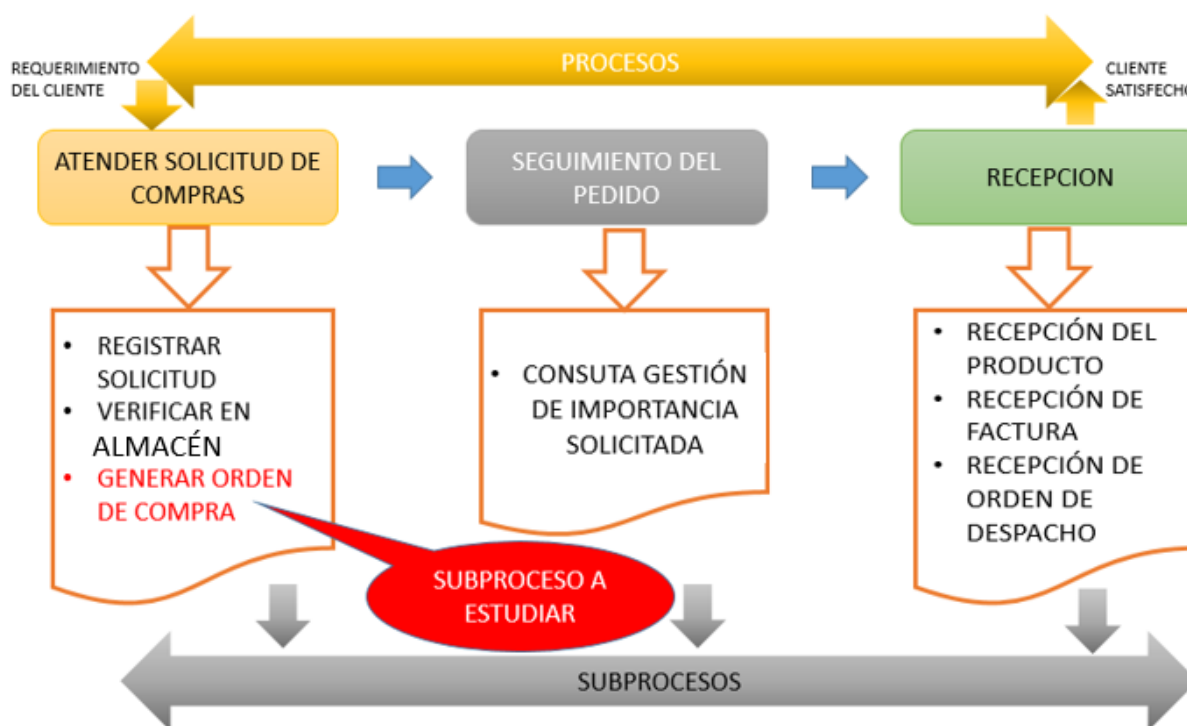 PROCESOS
REQUERIMIENTO
DEL CLIENTE
CLIENTE
SATISFECHO
ATENDER SOLICITUD DE
COMPRAS
SEGUIMIENTO DEL
PEDIDO
RECEPCION
• REGISTRAR
SOLICITUD
• VERIFICAR EN
ALMACÉN
• GENERAR ORDEN
DE COMPRA
• CONSUTA GESTIÓN
DE IMPORTANCIA
SOLICITADA
• RECEPCIÓN DEL
PRODUCTO
• RECEPCIÓN DE
FACTURA
• RECEPCIÓN DE
ORDEN DE
DESPACHO
SUBPROCESO A
ESTUDIAR
SUBPROCESOS